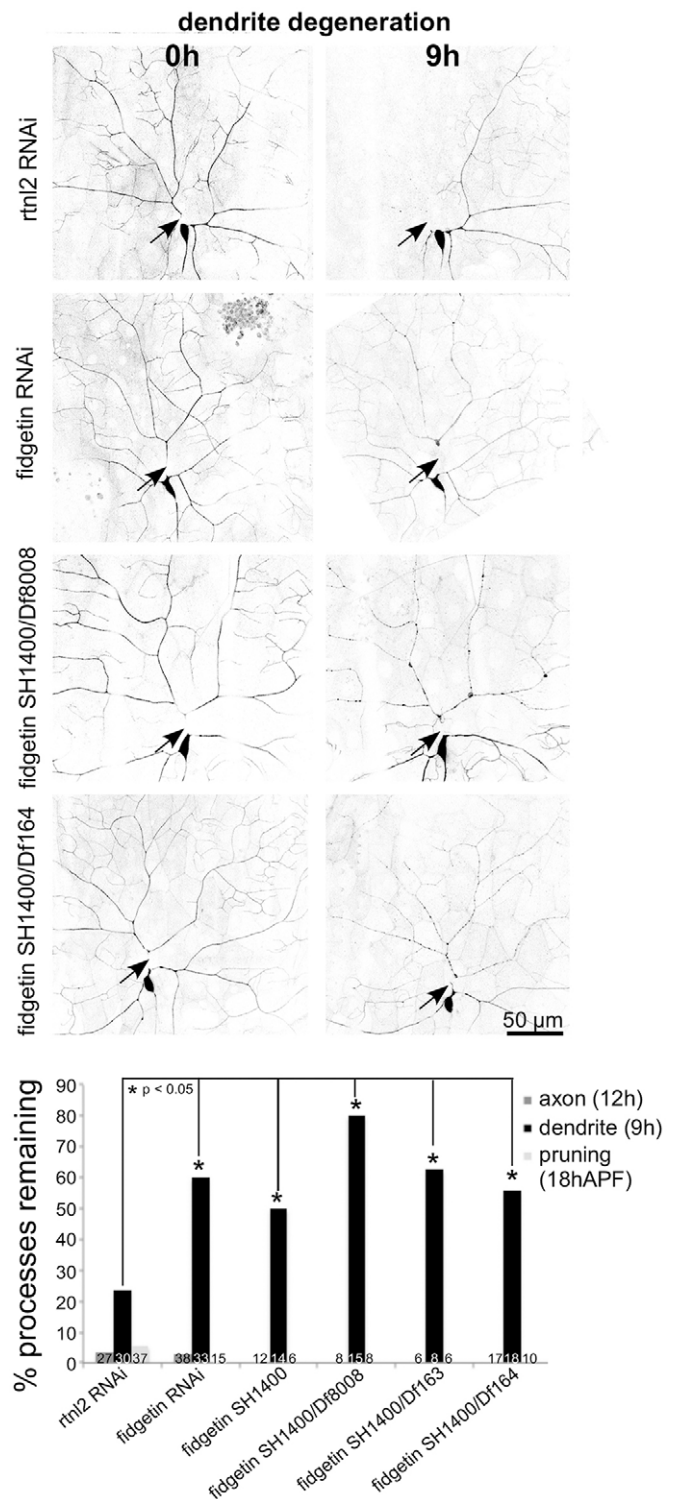 dendrite degeneration
0h 9h
rtnl2 RNAi
fidgetin RNAi
fidgetin SH1400/Df8008
fidgetin SH1400/Df164
50 µm
% processes remaining
90
80
70
60
50
40
30
20
10
0
* p < 0.05
* * * * *
axon (12h)
dendrite (9h)
pruning
(18hAPF)
27 30 37 38 33 15 12 14 6 8 15 8 6 8 6 17 18 10
rtnl2 RNAi
fidgetin RNAi
fidgetin SH1400
fidgetin SH1400/Df8008
fidgetin SH1400/Df163
fidgetin SH1400/Df164